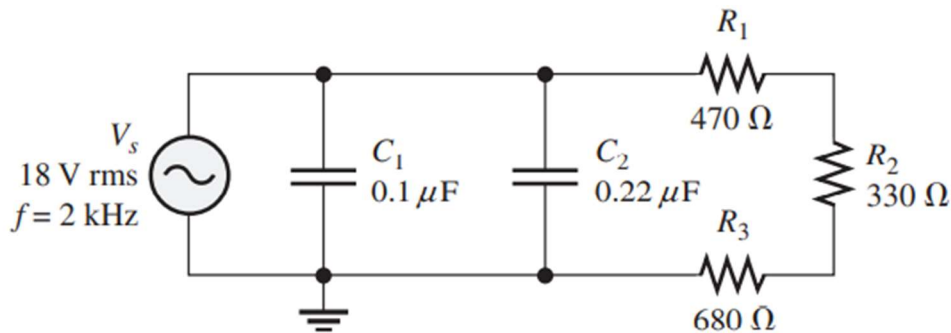 R1
470 Ω
Vs
18 V rms
f = 2 kHz
C1
0.1 μF
C2
0.22 μF
R2
330 Ω
R3
680 Ω